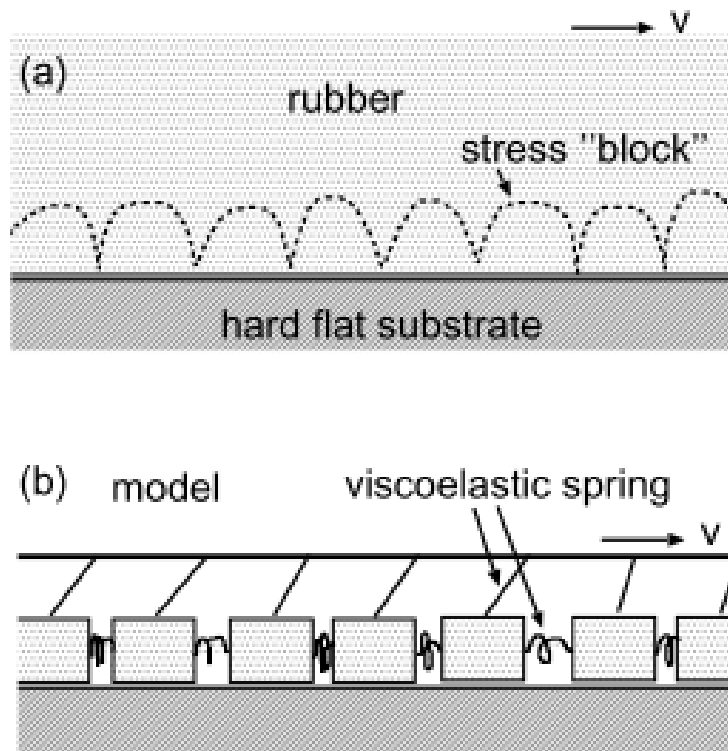 v
(a)
rubber
stress "block"
hard flat substrate
(b) model
viscoelastic spring
v